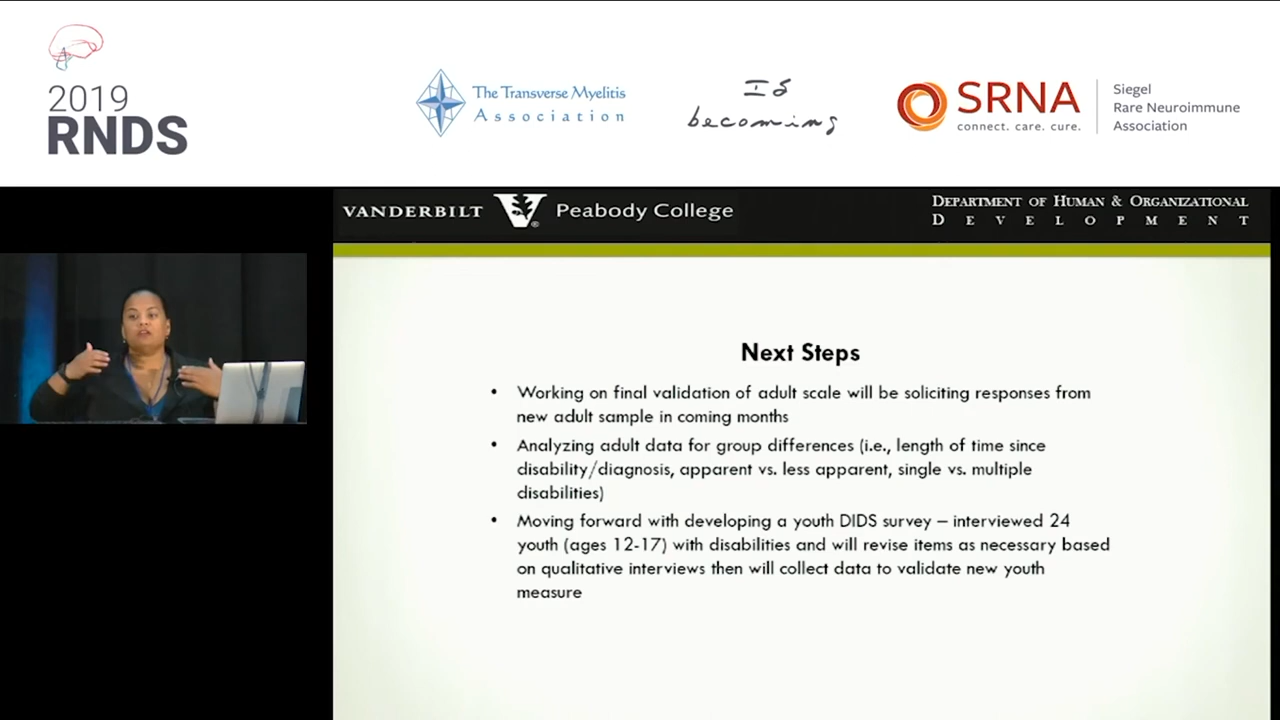 2019
RNDS
The Transverse Myelitis
Association
Is
becoming
SRNA
connect. care. cure.
Siegel
Rare Neuroimmune
Association
VANDERBILT V Peabody College
DEPARTMENT OF HUMAN & ORGANIZATIONAL
DEVELOPMENT
Next Steps
• Working on final validation of adult scale will be soliciting responses from
new adult sample in coming months
• Analyzing adult data for group differences (i.e., length of time since
disability/diagnosis, apparent vs. less apparent, single vs. multiple
disabilities)
• Moving forward with developing a youth DIDS survey – interviewed 24
youth (ages 12-17) with disabilities and will revise items as necessary based
on qualitative interviews then will collect data to validate new youth
measure